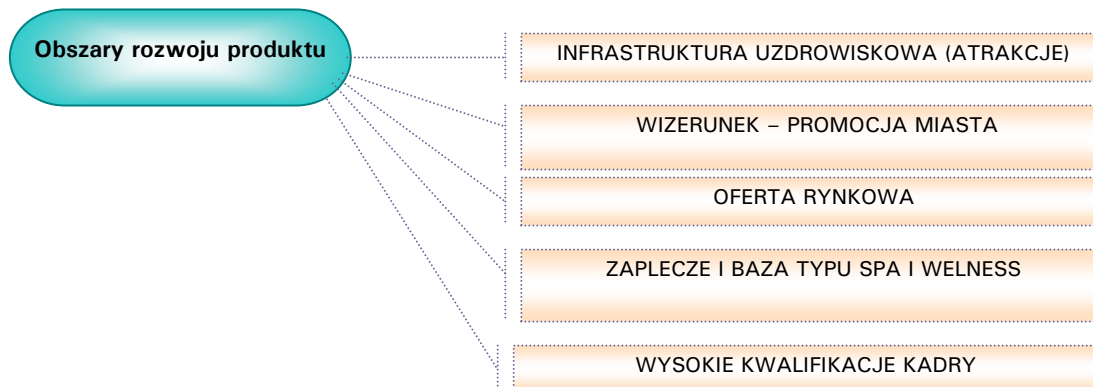 Obszary rozwoju produktu
INFRASTRUKTURA UZDROWISKOWA (ATRAKCJE)
WIZERUNEK – PROMOCJA MIASTA
OFERTA RYNKOWA
ZAPLECZE I BAZA TYPU SPA I WELNESS
WYSOKIE KWALIFIKACJE KADRY